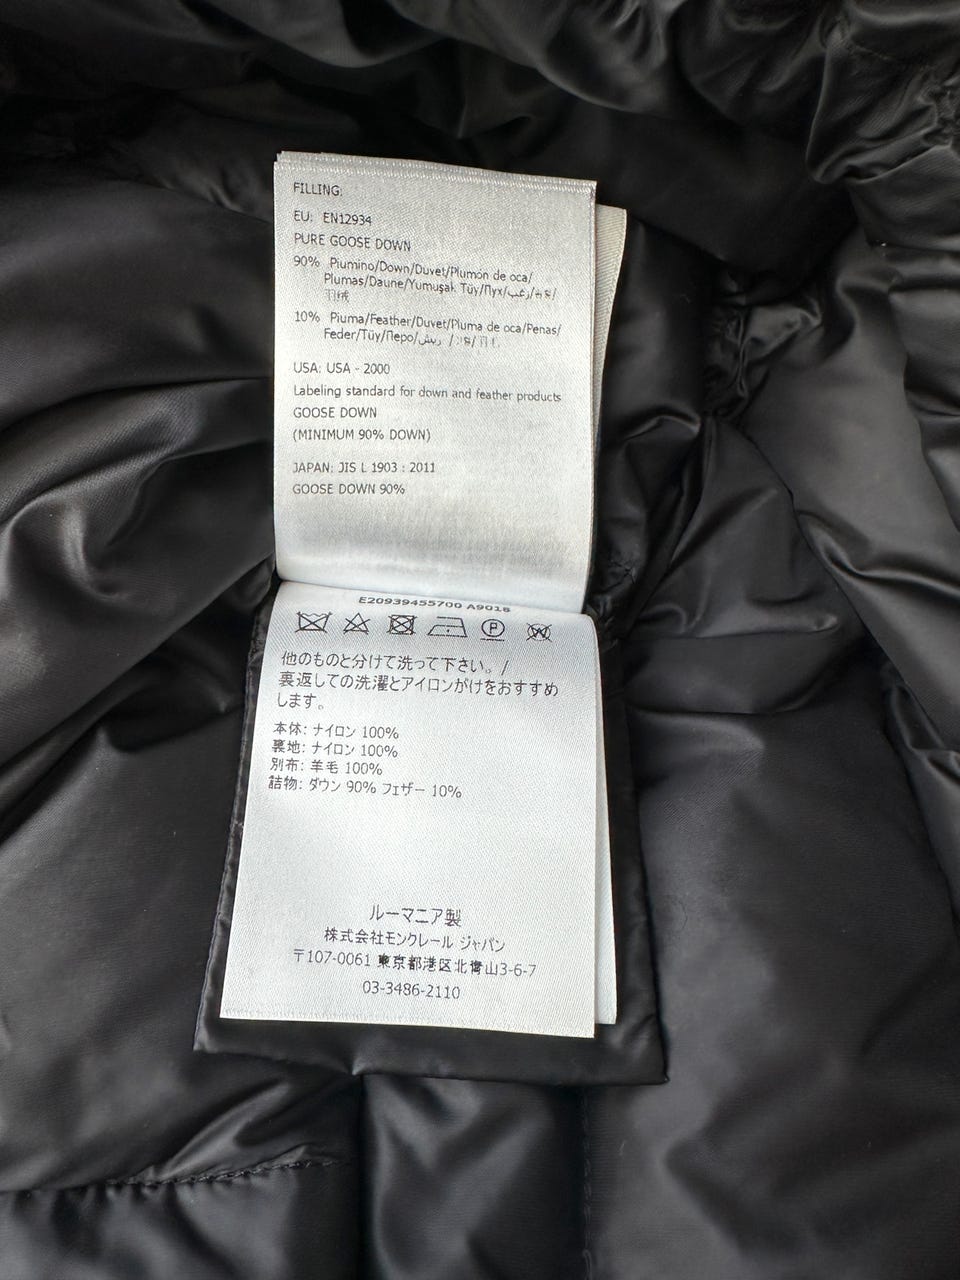 FILLING:
EU: EN12934
PURE GOOSE DOWN
90% Piumino/Down/Duvet/Plumon de oca/
Plumas/Daune/Yumuşak Tüy/Пух/زغب/
羽绒
10% Piuma/Feather/Duvet/Pluma de oca/Penas/
Feder/Tüy/Перо/ريش /
USA: USA - 2000
Labeling standard for down and feather products
GOOSE DOWN
(MINIMUM 90% DOWN)
JAPAN: JIS L 1903 : 2011
GOOSE DOWN 90%
E20939455700 A9018
P
W
他のものと分けて洗って下さい。/
裏返しての洗濯とアイロンがけをおすすめ
します。
本体: ナイロン 100%
裏地: ナイロン 100%
別布: 羊毛 100%
詰物: ダウン 90% フェザー 10%
ルーマニア製
株式会社モンクレール ジャパン
〒107-0061 東京都港区北青山3-6-7
03-3486-2110